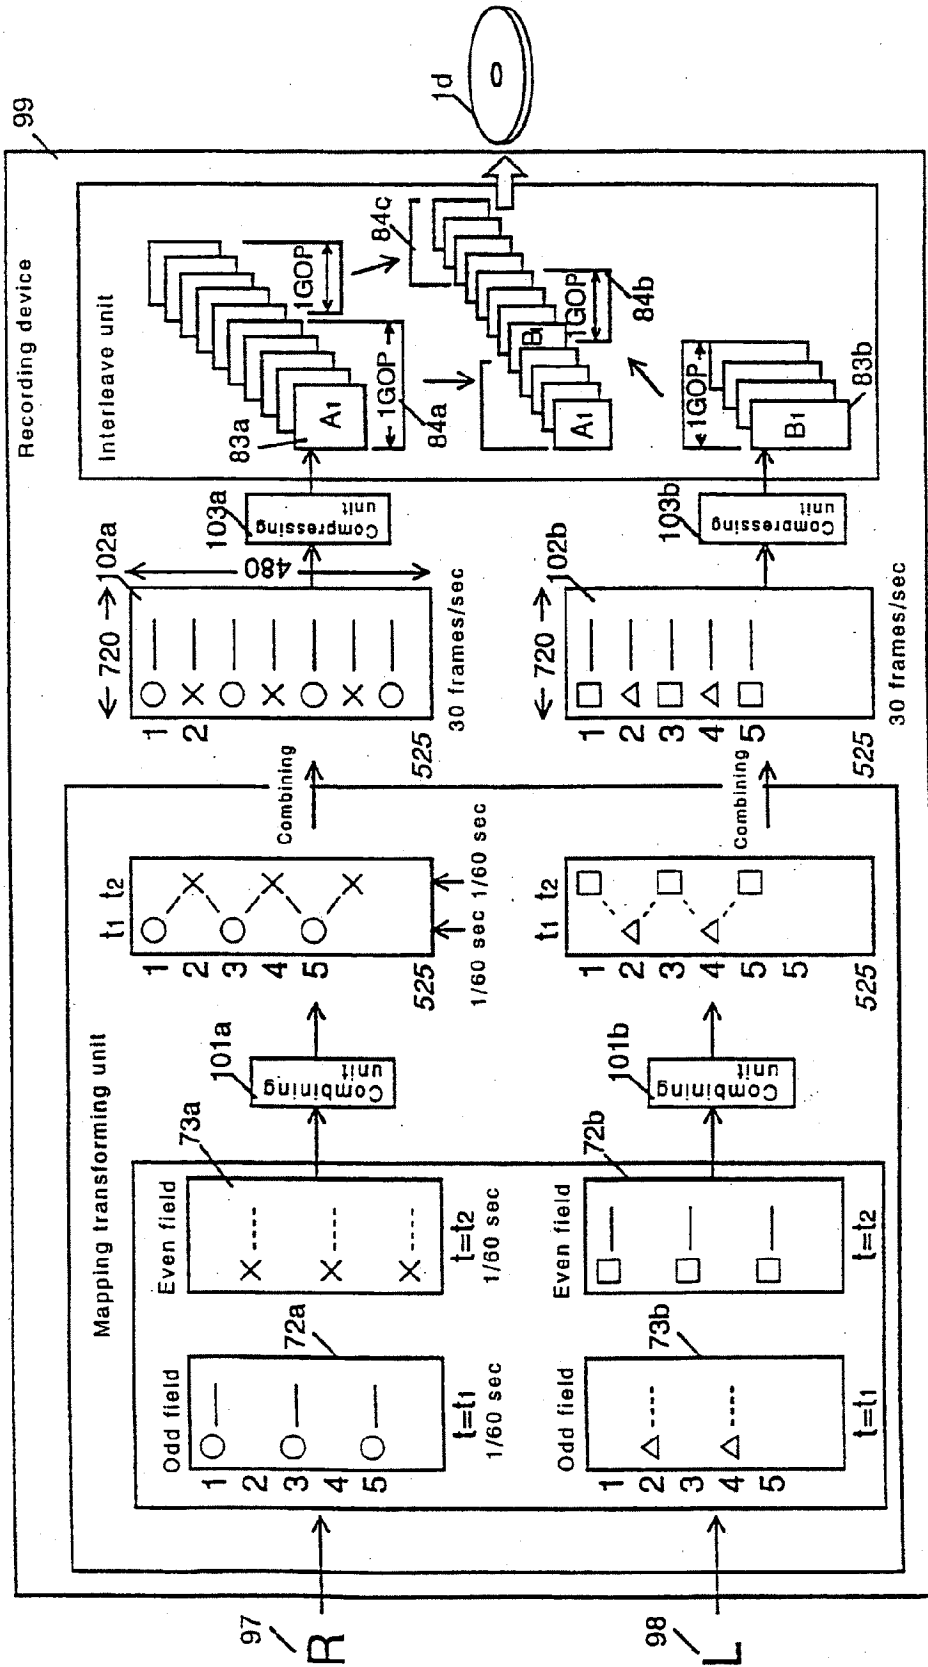 Recording device
99
Mapping transforming unit
Interleave unit
97
R
Odd field
1
2
3
4
5
72a
t=t1
1/60 sec
Even field
73a
t=t2
1/60 sec
101a
Combining unit
t1 t2
1
2
3
4
5
525
1/60 sec 1/60 sec
Combining
← 720 →
102a
1
2
480
525
30 frames/sec
103a
Compressing unit
83a
A1
1GOP
84a
1GOP
84c
A1
B1
1GOP
84b
1d
98
L
Odd field
1
2
3
4
5
73b
t=t1
Even field
72b
t=t2
101b
Combining unit
t1 t2
1
2
3
4
5
5
525
Combining
← 720 →
102b
1
2
3
4
5
525
30 frames/sec
103b
Compressing unit
1GOP
B1
83b